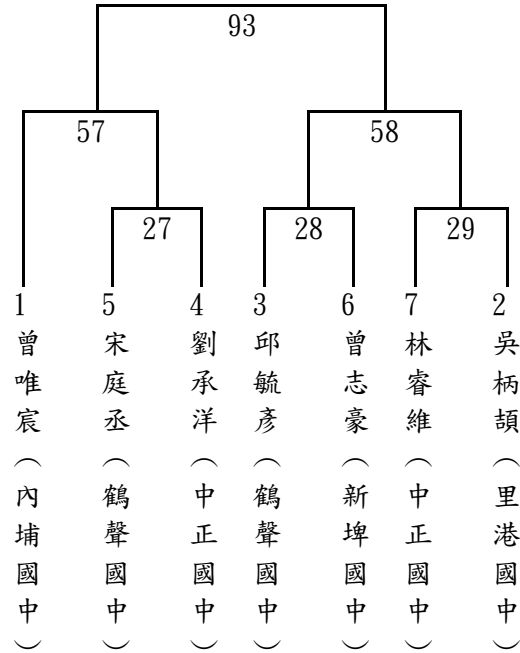 93
57
58
27
28
29
1
曾唯宸（內埔國中）
5
宋庭丞（鶴聲國中）
4
劉承洋（中正國中）
3
邱毓彥（鶴聲國中）
6
曾志豪（新埤國中）
7
林睿維（中正國中）
2
吳柄頡（里港國中）